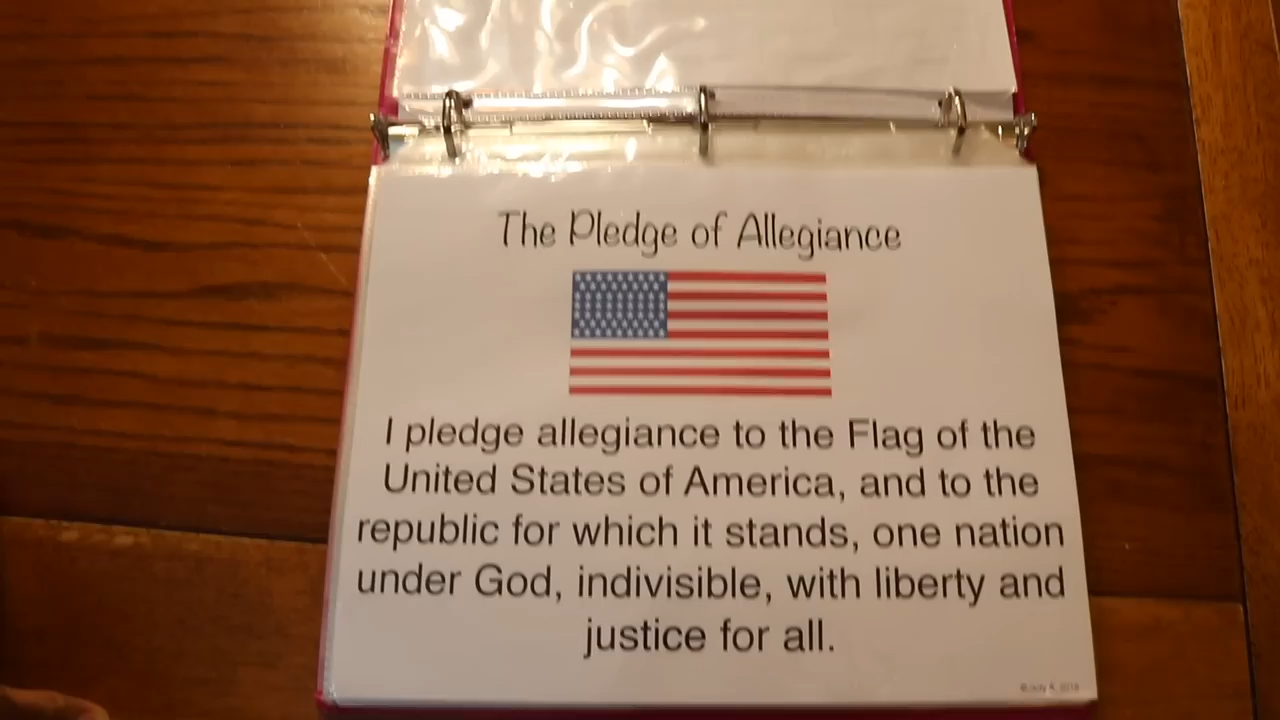 The Pledge of Allegiance
I pledge allegiance to the Flag of the
United States of America, and to the
republic for which it stands, one nation
under God, indivisible, with liberty and
justice for all.